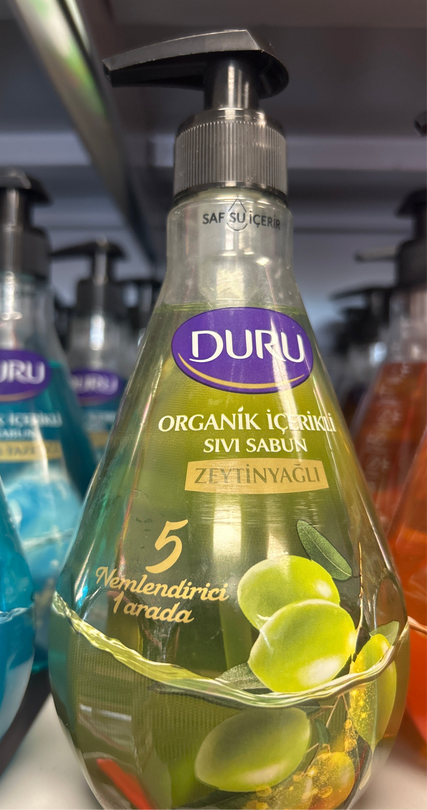 SAF SU İÇERİR
DURU
ORGANİK İÇERİKLİ
SIVI SABUN
ZEYTİNYAĞLI
5
Nemlendirici
1 arada